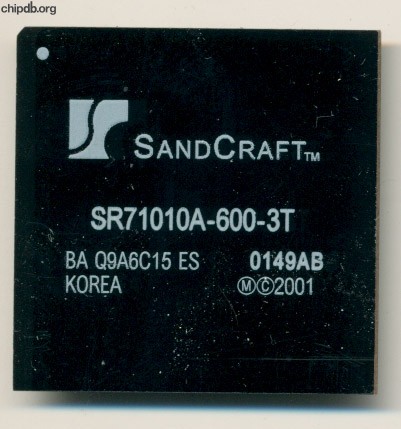 chipdb.org
SANDCRAFT™
SR71010A-600-3T
BA Q9A6C15 ES 0149AB
KOREA ⓂⒸ2001